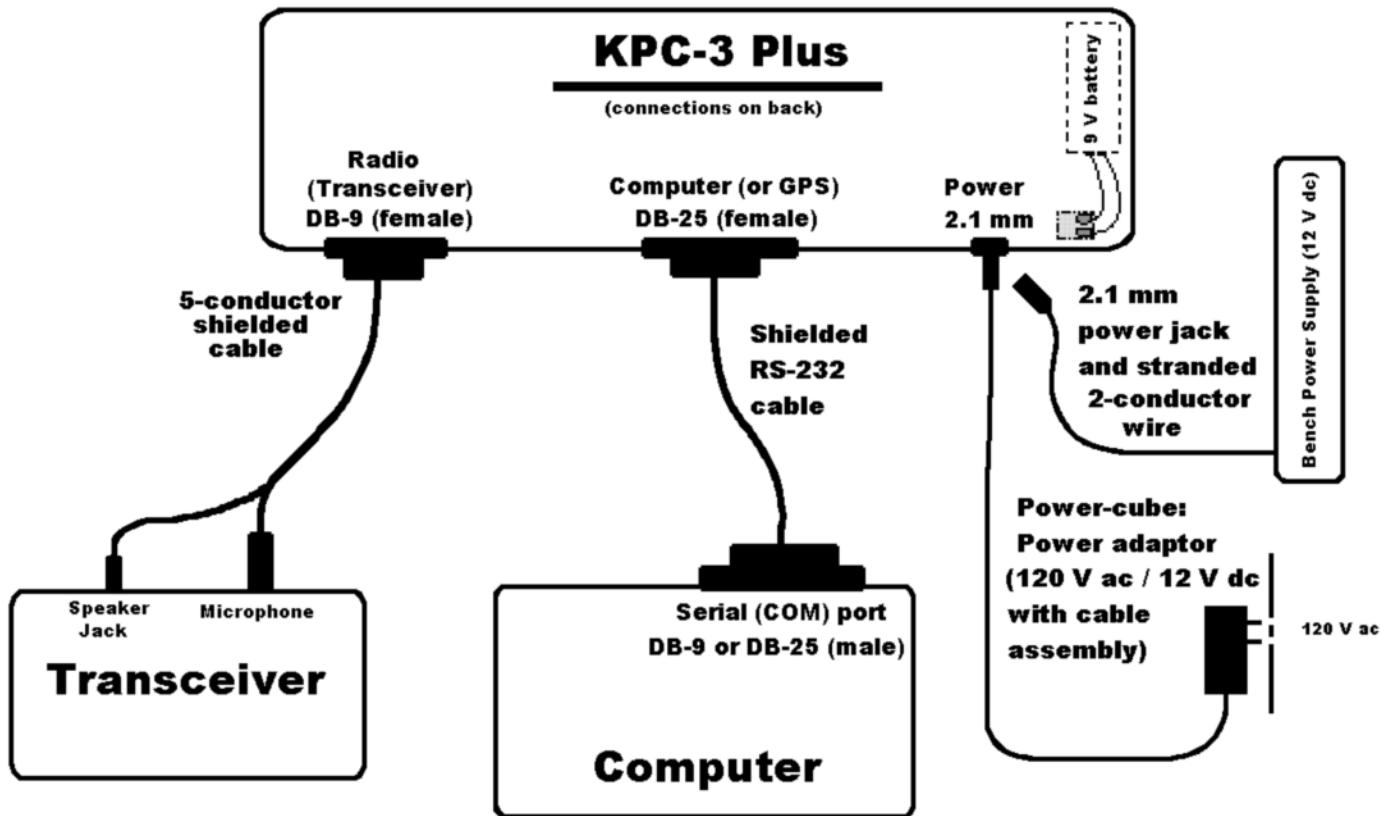 KPC-3 Plus
(connections on back)
9 V battery
Radio
(Transceiver)
DB-9 (female)
Computer (or GPS)
DB-25 (female)
Power
2.1 mm
Bench Power Supply (12 V dc)
5-conductor
shielded
cable
Shielded
RS-232
cable
2.1 mm
power jack
and stranded
2-conductor
wire
Power-cube:
Power adaptor
(120 V ac / 12 V dc
with cable
assembly)
120 V ac
Speaker
Jack
Microphone
Transceiver
Serial (COM) port
DB-9 or DB-25 (male)
Computer